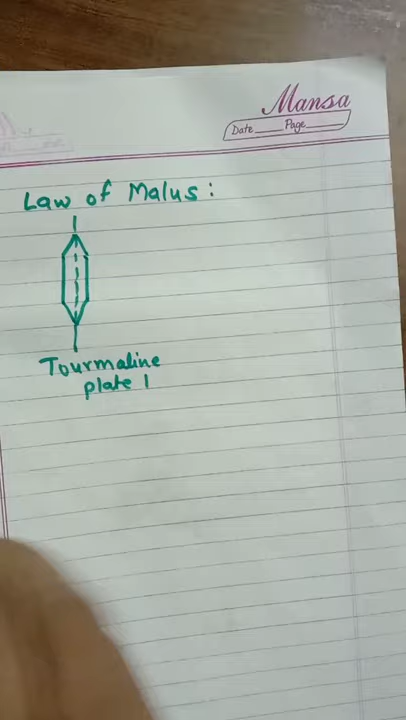 Mansa
Date Page
Law of Malus :
Tourmaline
plate 1